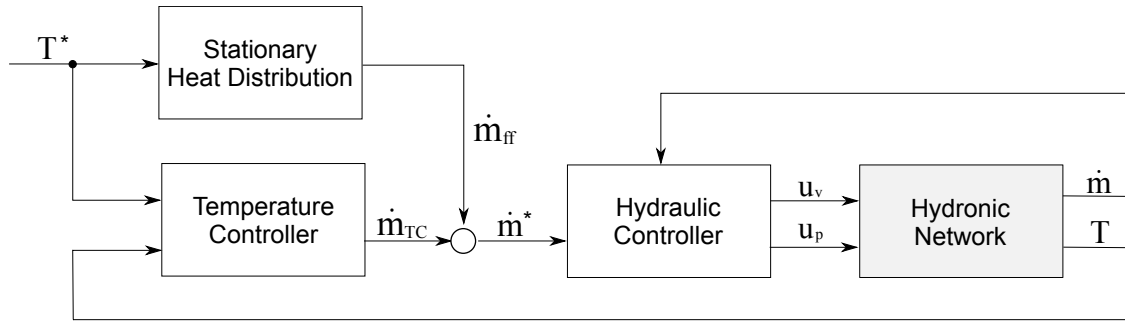 T*
Stationary
Heat Distribution
ṁff
Temperature
Controller
ṁTC
ṁ*
Hydraulic
Controller
uv
up
Hydronic
Network
ṁ
T